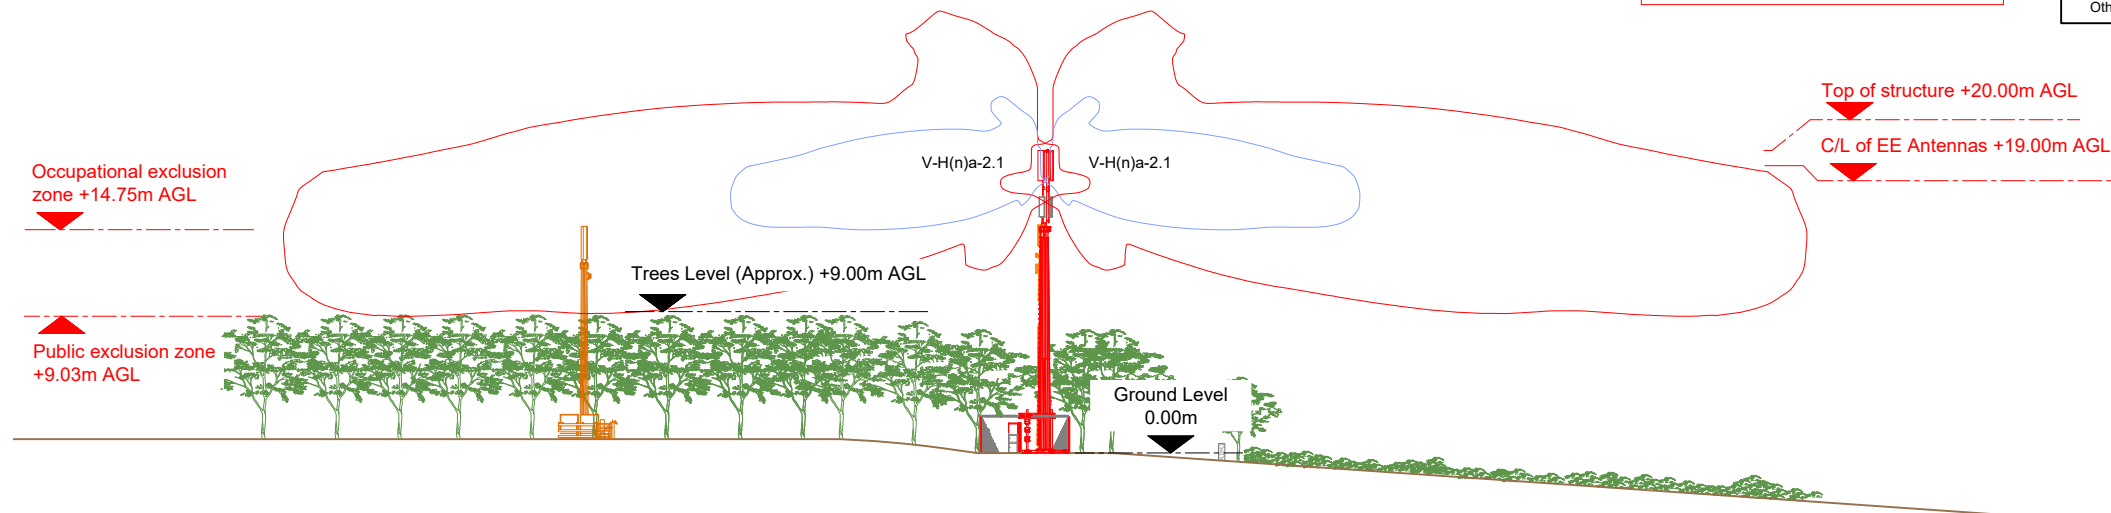 Oth
Top of structure +20.00m AGL
C/L of EE Antennas +19.00m AGL
V-H(n)a-2.1
V-H(n)a-2.1
Occupational exclusion
zone +14.75m AGL
Trees Level (Approx.) +9.00m AGL
Public exclusion zone
+9.03m AGL
Ground Level
0.00m